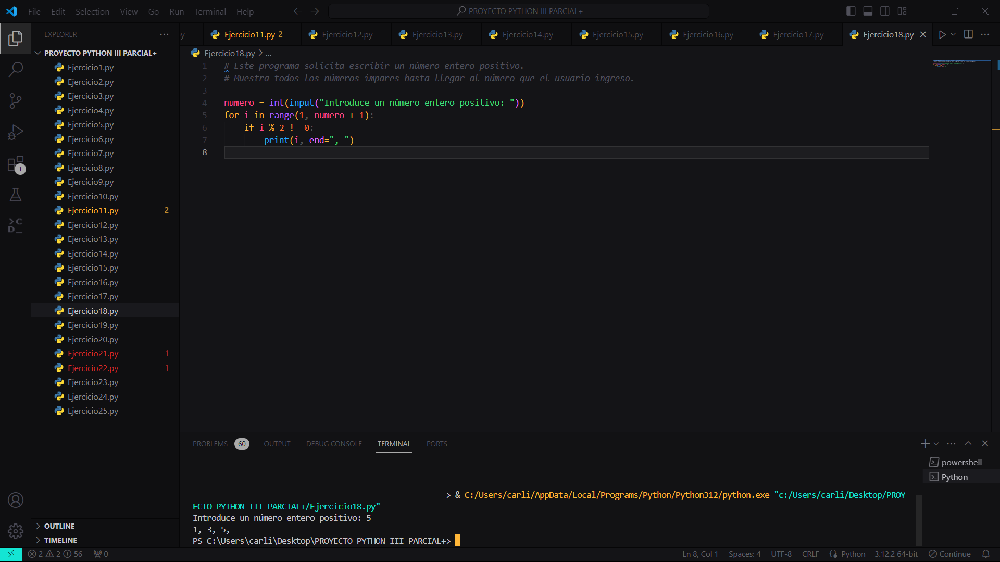 File Edit Selection View Go Run Terminal Help
PROYECTO PYTHON III PARCIAL+
EXPLORER
PROYECTO PYTHON III PARCIAL+
Ejercicio1.py
Ejercicio2.py
Ejercicio3.py
Ejercicio4.py
Ejercicio5.py
Ejercicio6.py
Ejercicio7.py
Ejercicio8.py
Ejercicio9.py
Ejercicio10.py
Ejercicio11.py 2
Ejercicio12.py
Ejercicio13.py
Ejercicio14.py
Ejercicio15.py
Ejercicio16.py
Ejercicio17.py
Ejercicio18.py
Ejercicio19.py
Ejercicio20.py
Ejercicio21.py 1
Ejercicio22.py 1
Ejercicio23.py
Ejercicio24.py
Ejercicio25.py
OUTLINE
TIMELINE
1
py Ejercicio11.py 2 Ejercicio12.py Ejercicio13.py Ejercicio14.py Ejercicio15.py Ejercicio16.py Ejercicio17.py Ejercicio18.py
Ejercicio18.py > ...
1 # Este programa solicita escribir un número entero positivo.
2 # Muestra todos los números impares hasta llegar al número que el usuario ingreso.
3
4 numero = int(input("Introduce un número entero positivo: "))
5 for i in range(1, numero + 1):
6     if i % 2 != 0:
7         print(i, end=", ")
8
PROBLEMS 60 OUTPUT DEBUG CONSOLE TERMINAL PORTS
powershell
Python
> & C:/Users/carli/AppData/Local/Programs/Python/Python312/python.exe "c:/Users/carli/Desktop/PROY
ECTO PYTHON III PARCIAL+/Ejercicio18.py"
Introduce un número entero positivo: 5
1, 3, 5,
PS C:\Users\carli\Desktop\PROYECTO PYTHON III PARCIAL+>
2 2 56 0 Ln 8, Col 1 Spaces: 4 UTF-8 CRLF Python 3.12.2 64-bit Continue